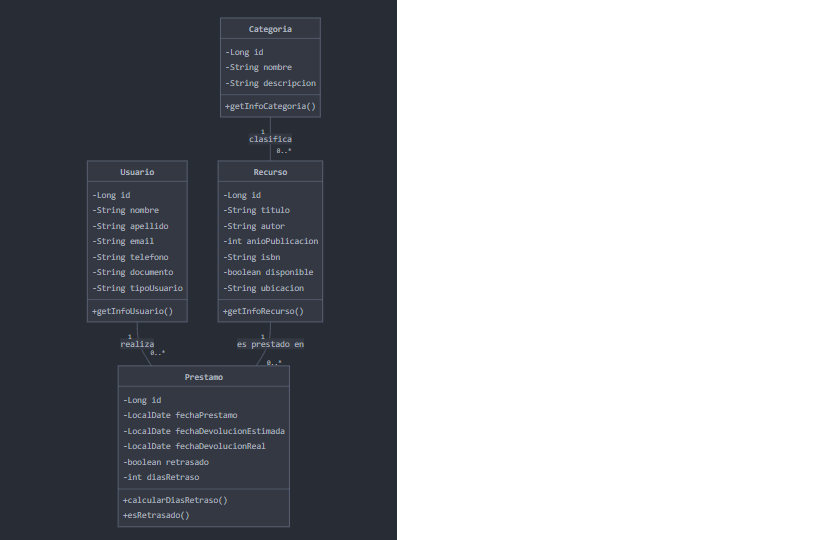 Categoria
-Long id
-String nombre
-String descripcion
+getInfoCategoria()
1
clasifica
0..*
Usuario
-Long id
-String nombre
-String apellido
-String email
-String telefono
-String documento
-String tipoUsuario
+getInfoUsuario()
Recurso
-Long id
-String titulo
-String autor
-int anioPublicacion
-String isbn
-boolean disponible
-String ubicacion
+getInfoRecurso()
1
realiza
0..*
1
es prestado en
0..*
Prestamo
-Long id
-LocalDate fechaPrestamo
-LocalDate fechaDevolucionEstimada
-LocalDate fechaDevolucionReal
-boolean retrasado
-int diasRetraso
+calcularDiasRetraso()
+esRetrasado()